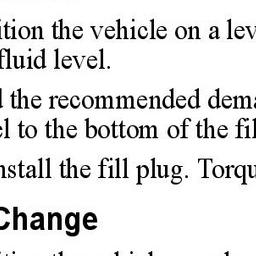 ition the vehicle on a lev
fluid level.
the recommended dema
el to the bottom of the fil
nstall the fill plug. Torqu
Change